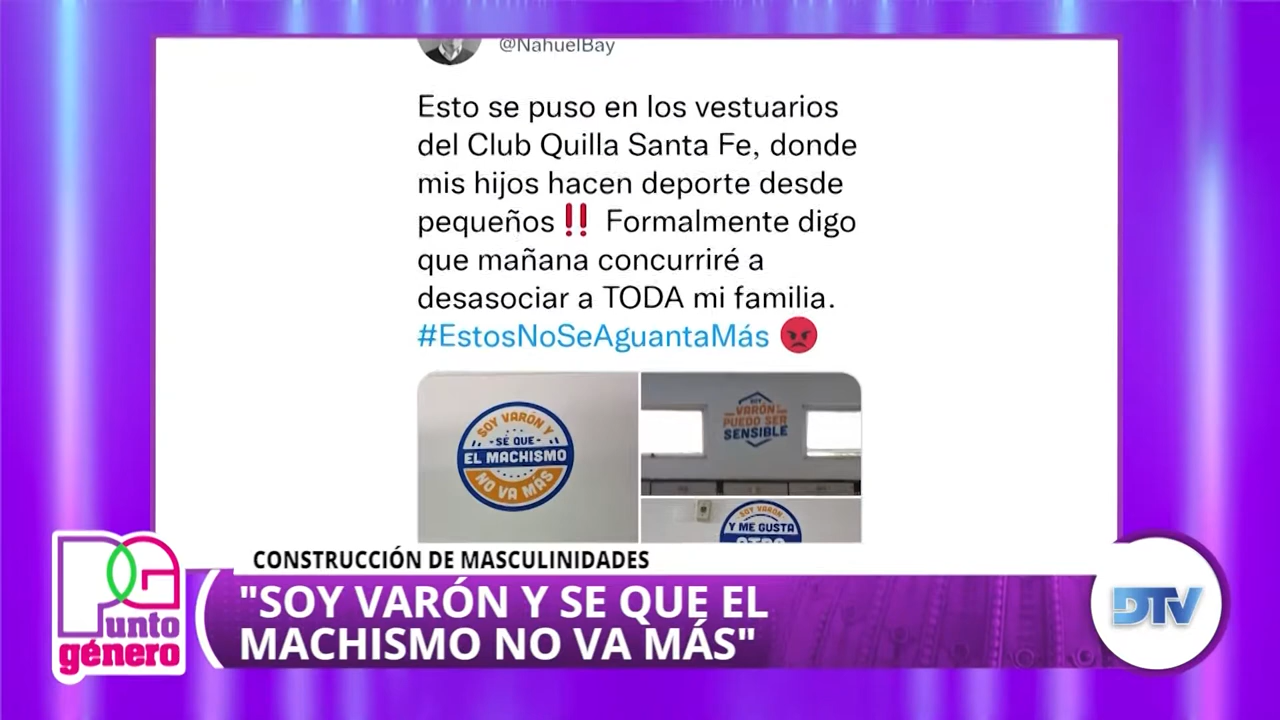 @NahuelBay
Esto se puso en los vestuarios
del Club Quilla Santa Fe, donde
mis hijos hacen deporte desde
pequeños‼️ Formalmente digo
que mañana concurriré a
desasociar a TODA mi familia.
#EstosNoSeAguantaMás 😡
SOY VARÓN Y
- SÉ QUE -
EL MACHISMO
NO VA MÁS
SOY
VARÓN Y
PUEDO SER
SENSIBLE
SOY VARÓN
Y ME GUSTA
OTRO
CONSTRUCCIÓN DE MASCULINIDADES
"SOY VARÓN Y SE QUE EL
MACHISMO NO VA MÁS"
PG
Punto
género
DTV